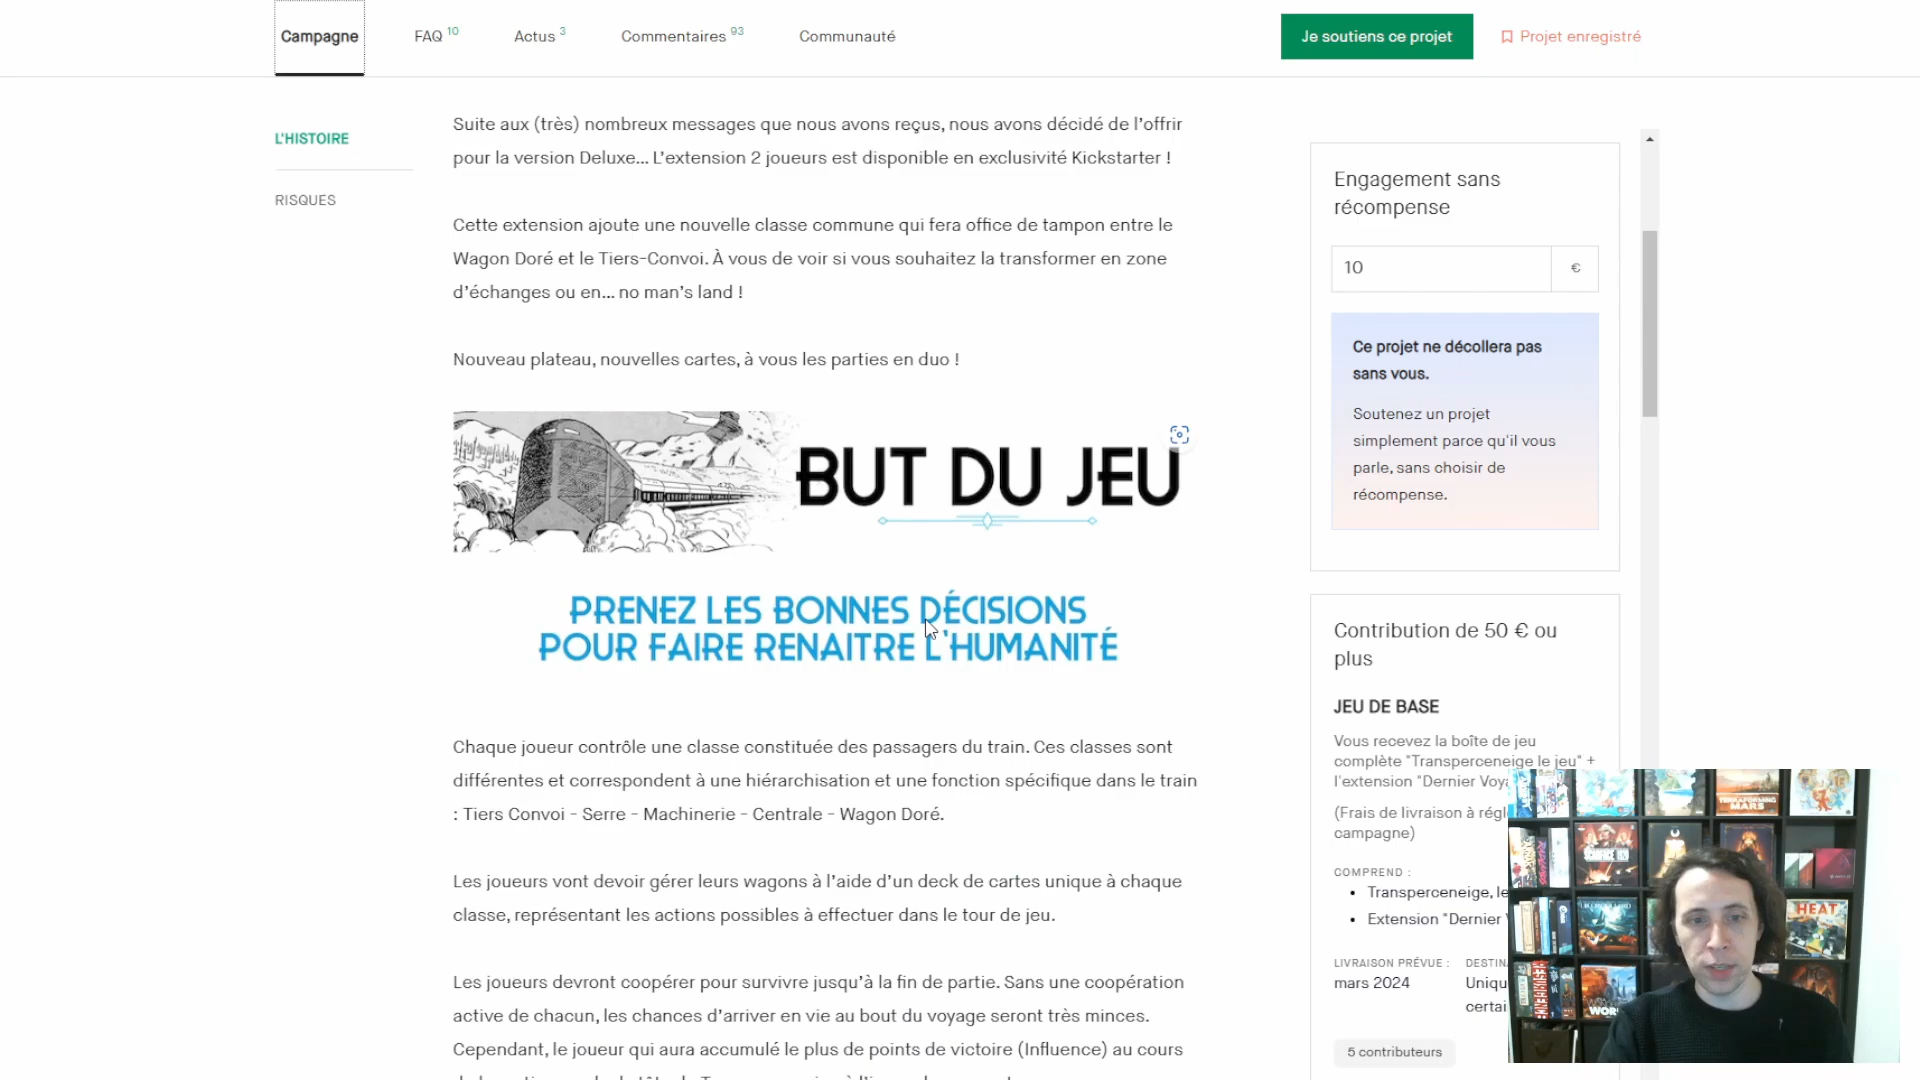 Campagne
FAQ 10
Actus 3
Commentaires 93
Communauté
Je soutiens ce projet
Projet enregistré
L'HISTOIRE
RISQUES
Suite aux (très) nombreux messages que nous avons reçus, nous avons décidé de l'offrir
pour la version Deluxe... L'extension 2 joueurs est disponible en exclusivité Kickstarter !
Cette extension ajoute une nouvelle classe commune qui fera office de tampon entre le
Wagon Doré et le Tiers-Convoi. À vous de voir si vous souhaitez la transformer en zone
d'échanges ou en... no man's land !
Nouveau plateau, nouvelles cartes, à vous les parties en duo !
BUT DU JEU
PRENEZ LES BONNES DÉCISIONS
POUR FAIRE RENAITRE L'HUMANITÉ
Chaque joueur contrôle une classe constituée des passagers du train. Ces classes sont
différentes et correspondent à une hiérarchisation et une fonction spécifique dans le train
: Tiers Convoi - Serre - Machinerie - Centrale - Wagon Doré.
Les joueurs vont devoir gérer leurs wagons à l'aide d'un deck de cartes unique à chaque
classe, représentant les actions possibles à effectuer dans le tour de jeu.
Les joueurs devront coopérer pour survivre jusqu'à la fin de partie. Sans une coopération
active de chacun, les chances d'arriver en vie au bout du voyage seront très minces.
Cependant, le joueur qui aura accumulé le plus de points de victoire (Influence) au cours
Engagement sans
récompense
10 €
Ce projet ne décollera pas
sans vous.
Soutenez un projet
simplement parce qu'il vous
parle, sans choisir de
récompense.
Contribution de 50 € ou
plus
JEU DE BASE
Vous recevez la boîte de jeu
complète "Transperceneige le jeu" +
l'extension "Dernier Voya
(Frais de livraison à régl
campagne)
COMPREND :
• Transperceneige, le
• Extension "Dernier
LIVRAISON PRÉVUE :
mars 2024
DESTIN
Uniqu
certai
5 contributeurs
TERRAFORMING
MARS
SCARFACE
HEAT